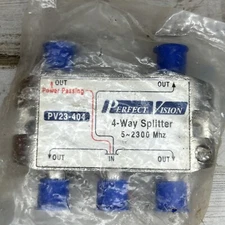 OUT
OUT
Power Passing
PERFECT VISION
PV23-404
4-Way Splitter
5~2300 Mhz
OUT
IN
OUT